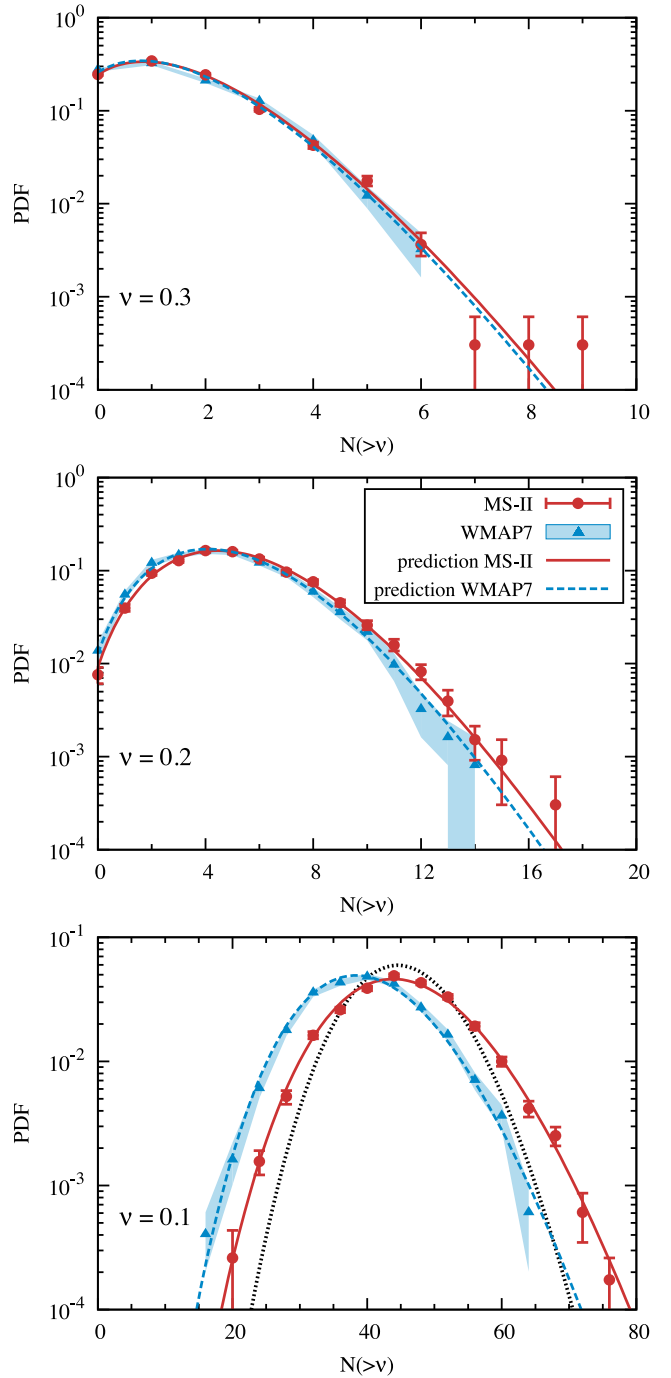 10^0
10^-1
10^-2
10^-3
10^-4
PDF
ν = 0.3
0 2 4 6 8 10
N(>ν)
10^0
10^-1
10^-2
10^-3
10^-4
PDF
MS-II
WMAP7
prediction MS-II
prediction WMAP7
ν = 0.2
0 4 8 12 16 20
N(>ν)
10^-1
10^-2
10^-3
10^-4
PDF
ν = 0.1
0 20 40 60 80
N(>ν)